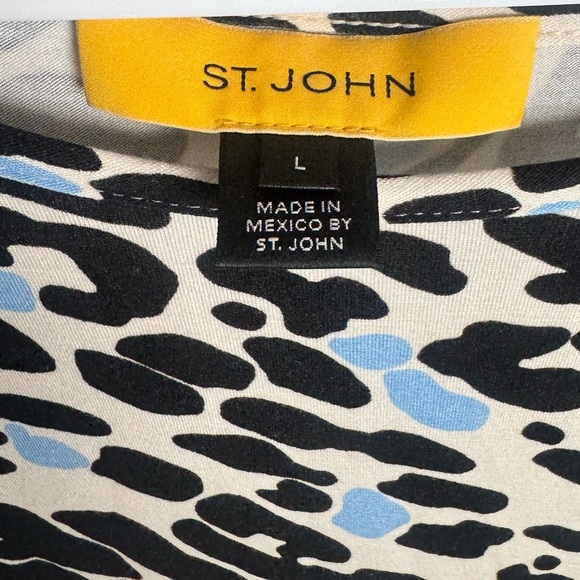 ST. JOHN
L
MADE IN
MEXICO BY
ST. JOHN